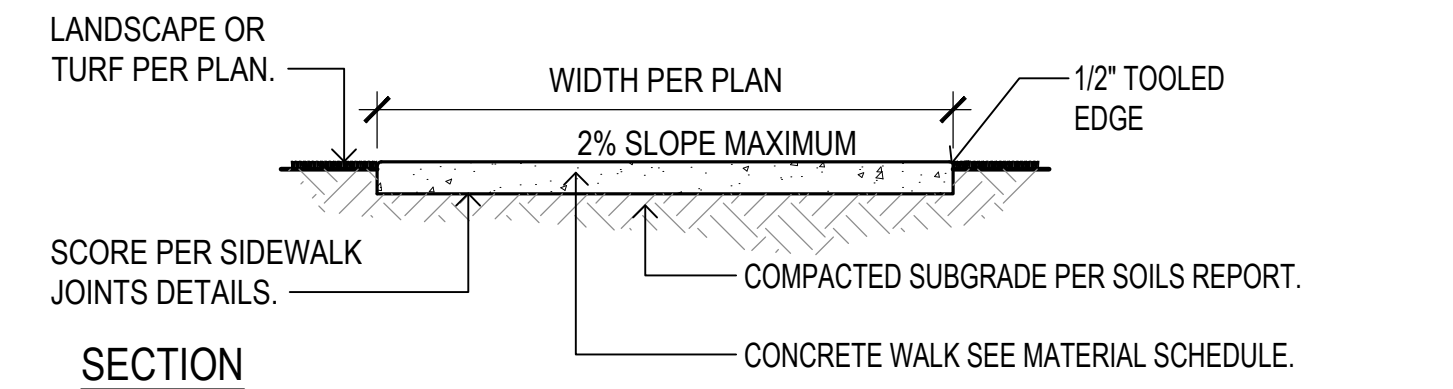 LANDSCAPE OR
TURF PER PLAN.
WIDTH PER PLAN
1/2" TOOLED
EDGE
2% SLOPE MAXIMUM
SCORE PER SIDEWALK
JOINTS DETAILS.
COMPACTED SUBGRADE PER SOILS REPORT.
CONCRETE WALK SEE MATERIAL SCHEDULE.
SECTION